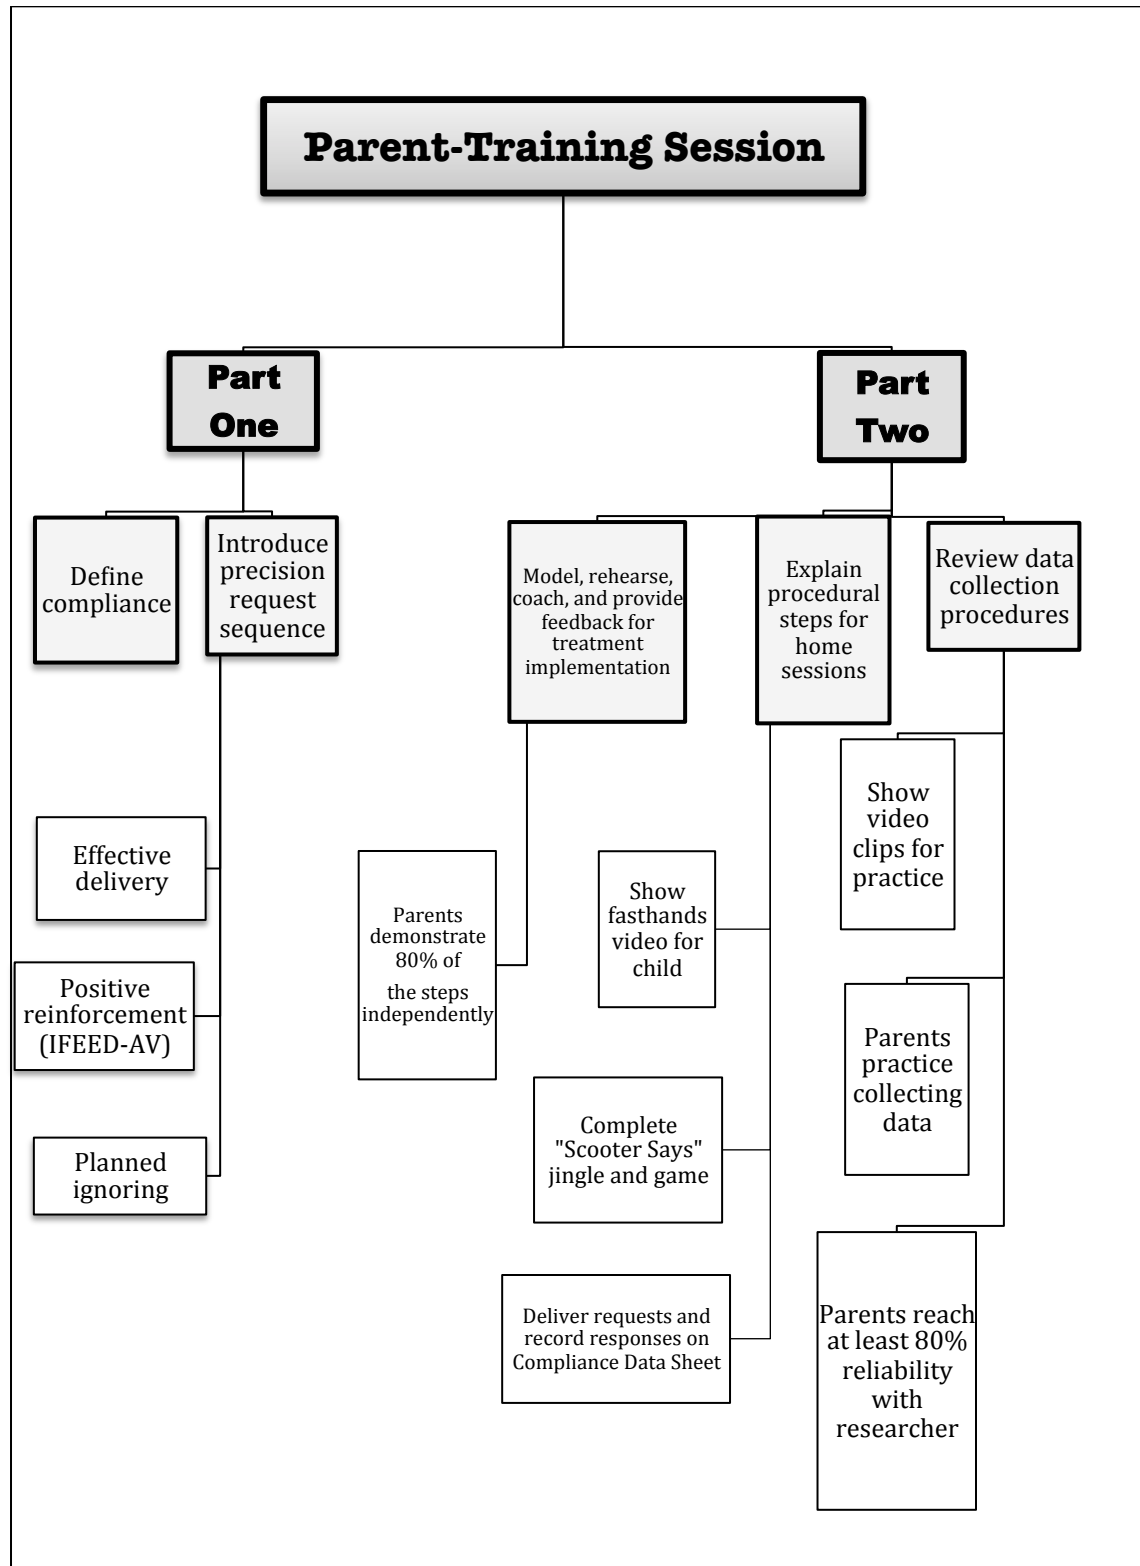 Parent-Training Session
Part
One
Part
Two
Define
compliance
Introduce
precision
request
sequence
Effective
delivery
Positive
reinforcement
(IFEED-AV)
Planned
ignoring
Model, rehearse,
coach, and provide
feedback for
treatment
implementation
Parents
demonstrate
80% of
the steps
independently
Explain
procedural
steps for
home
sessions
Show
fasthands
video for
child
Complete
"Scooter Says"
jingle and game
Deliver requests and
record responses on
Compliance Data Sheet
Review data
collection
procedures
Show
video
clips for
practice
Parents
practice
collecting
data
Parents reach
at least 80%
reliability
with
researcher